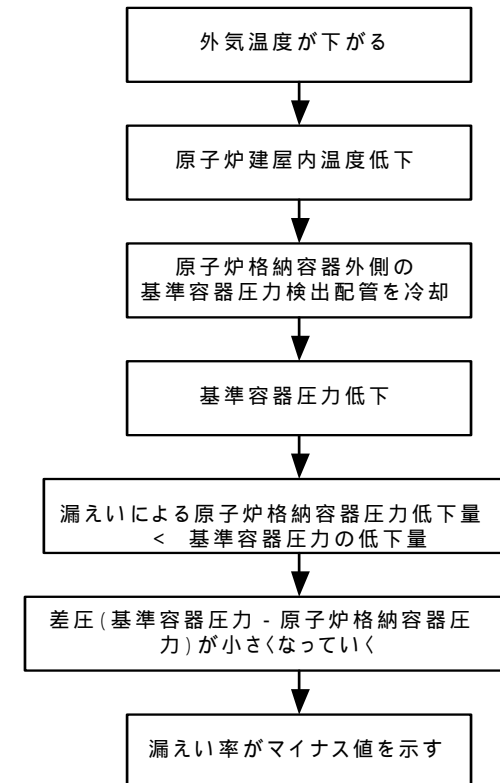 外気温度が下がる
原子炉建屋内温度低下
原子炉格納容器外側の
基準容器圧力検出配管を冷却
基準容器圧力低下
漏えいによる原子炉格納容器圧力低下量
< 基準容器圧力の低下量
差圧(基準容器圧力 - 原子炉格納容器圧
力)が小さくなっていく
漏えい率がマイナス値を示す